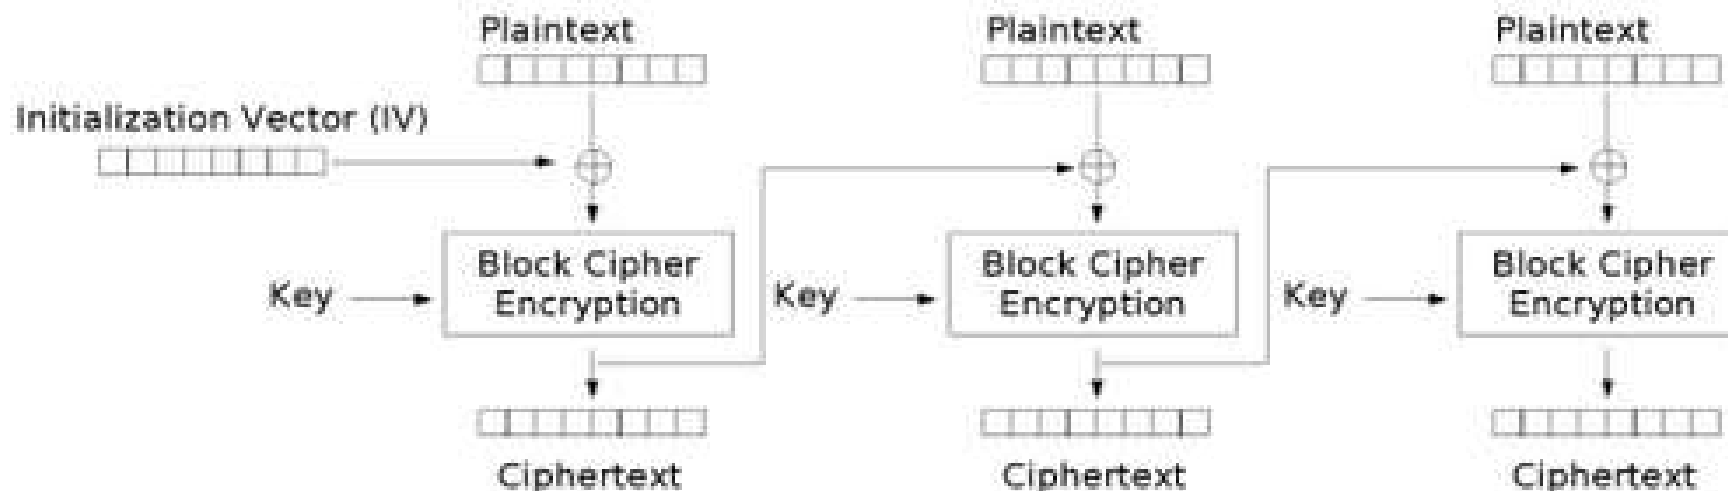 Plaintext
Plaintext
Plaintext
Initialization Vector (IV)
Key
Block Cipher
Encryption
Key
Block Cipher
Encryption
Key
Block Cipher
Encryption
Ciphertext
Ciphertext
Ciphertext